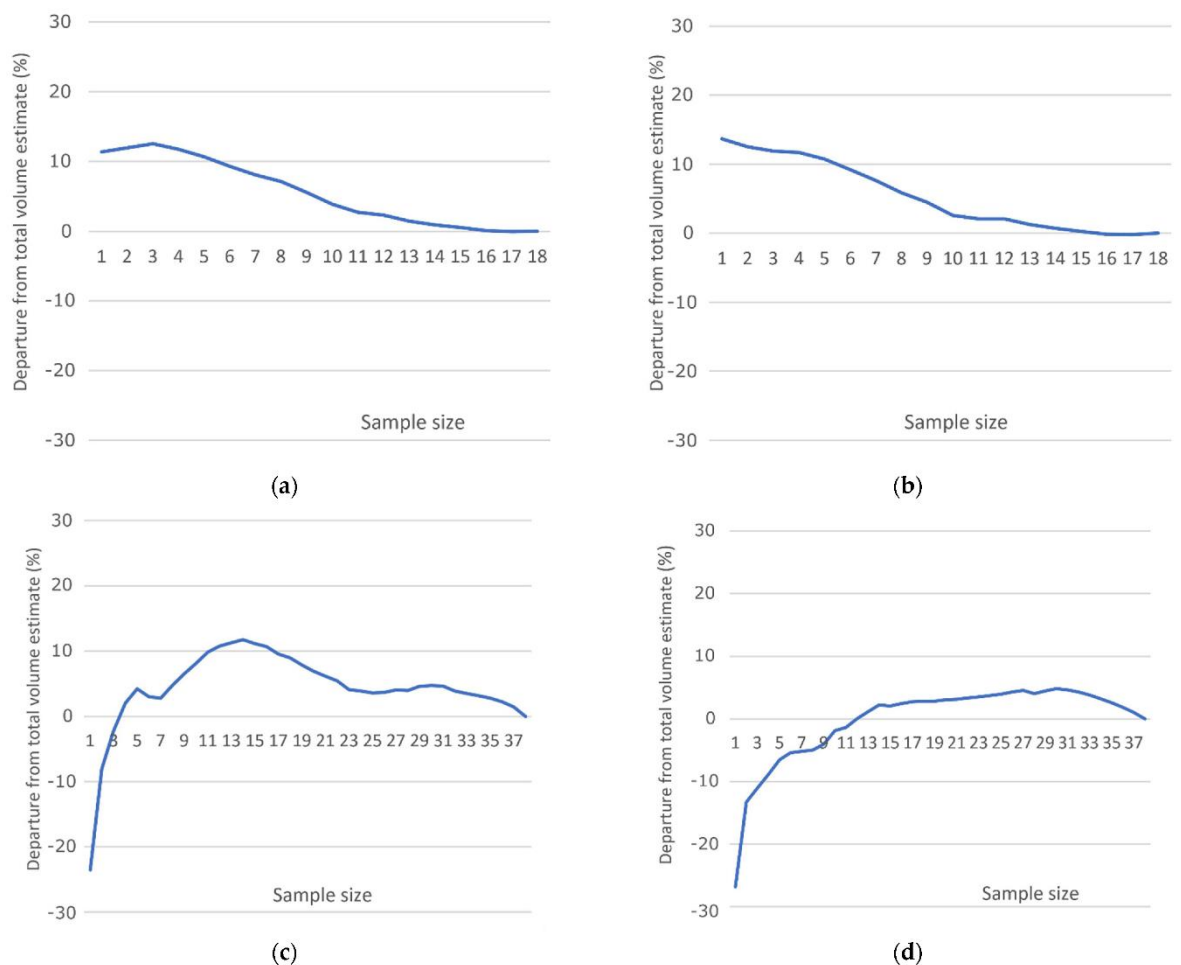 Departure from total volume estimate (%)
30
20
10
0
-10
-20
-30
1 2 3 4 5 6 7 8 9 10 11 12 13 14 15 16 17 18
Sample size
(a)
Departure from total volume estimate (%)
30
20
10
0
-10
-20
-30
1 2 3 4 5 6 7 8 9 10 11 12 13 14 15 16 17 18
Sample size
(b)
Departure from total volume estimate (%)
30
20
10
0
-10
-20
-30
1 3 5 7 9 11 13 15 17 19 21 23 25 27 29 31 33 35 37
Sample size
(c)
Departure from total volume estimate (%)
30
20
10
0
-10
-20
-30
1 3 5 7 9 11 13 15 17 19 21 23 25 27 29 31 33 35 37
Sample size
(d)